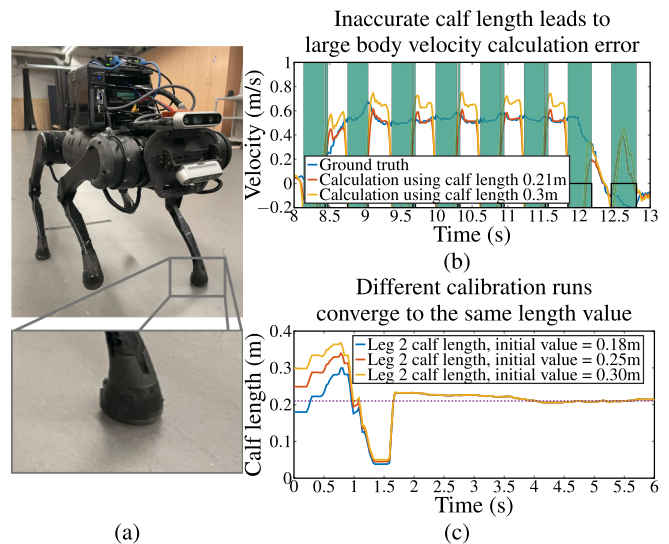 Inaccurate calf length leads to
large body velocity calculation error
Velocity (m/s)
1
0.8
0.6
0.4
0.2
0
−0.2
Ground truth
Calculation using calf length 0.21m
Calculation using calf length 0.3m
8 8.5 9 9.5 10 10.5 11 11.5 12 12.5 13
Time (s)
(b)
Different calibration runs
converge to the same length value
Calf length (m)
0.4
0.3
0.2
0.1
0
Leg 2 calf length, initial value = 0.18m
Leg 2 calf length, initial value = 0.25m
Leg 2 calf length, initial value = 0.30m
0 0.5 1 1.5 2 2.5 3 3.5 4 4.5 5 5.5 6
Time (s)
(a)
(c)